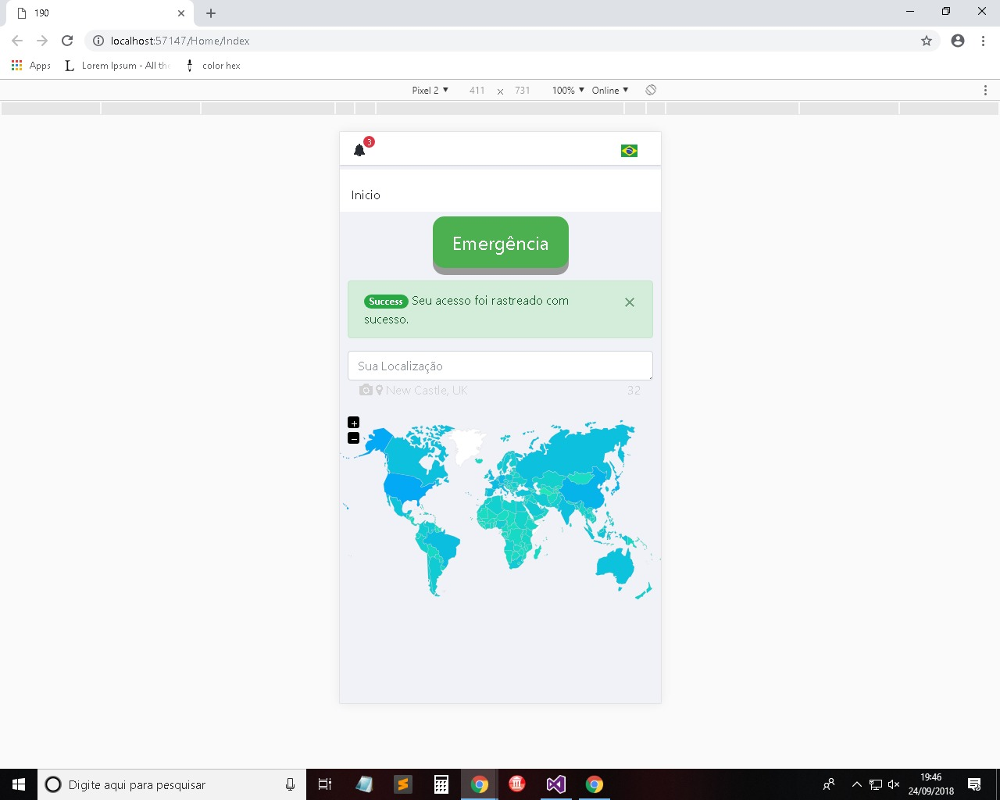 190
localhost:57147/Home/Index
Apps
Lorem Ipsum - All the
color hex
Pixel 2 ▼ 411 × 731 100% ▼ Online ▼
3
Inicio
Emergência
Success Seu acesso foi rastreado com
sucesso.
Sua Localização
New Castle, UK 32
+
−
Digite aqui para pesquisar
19:46
24/09/2018